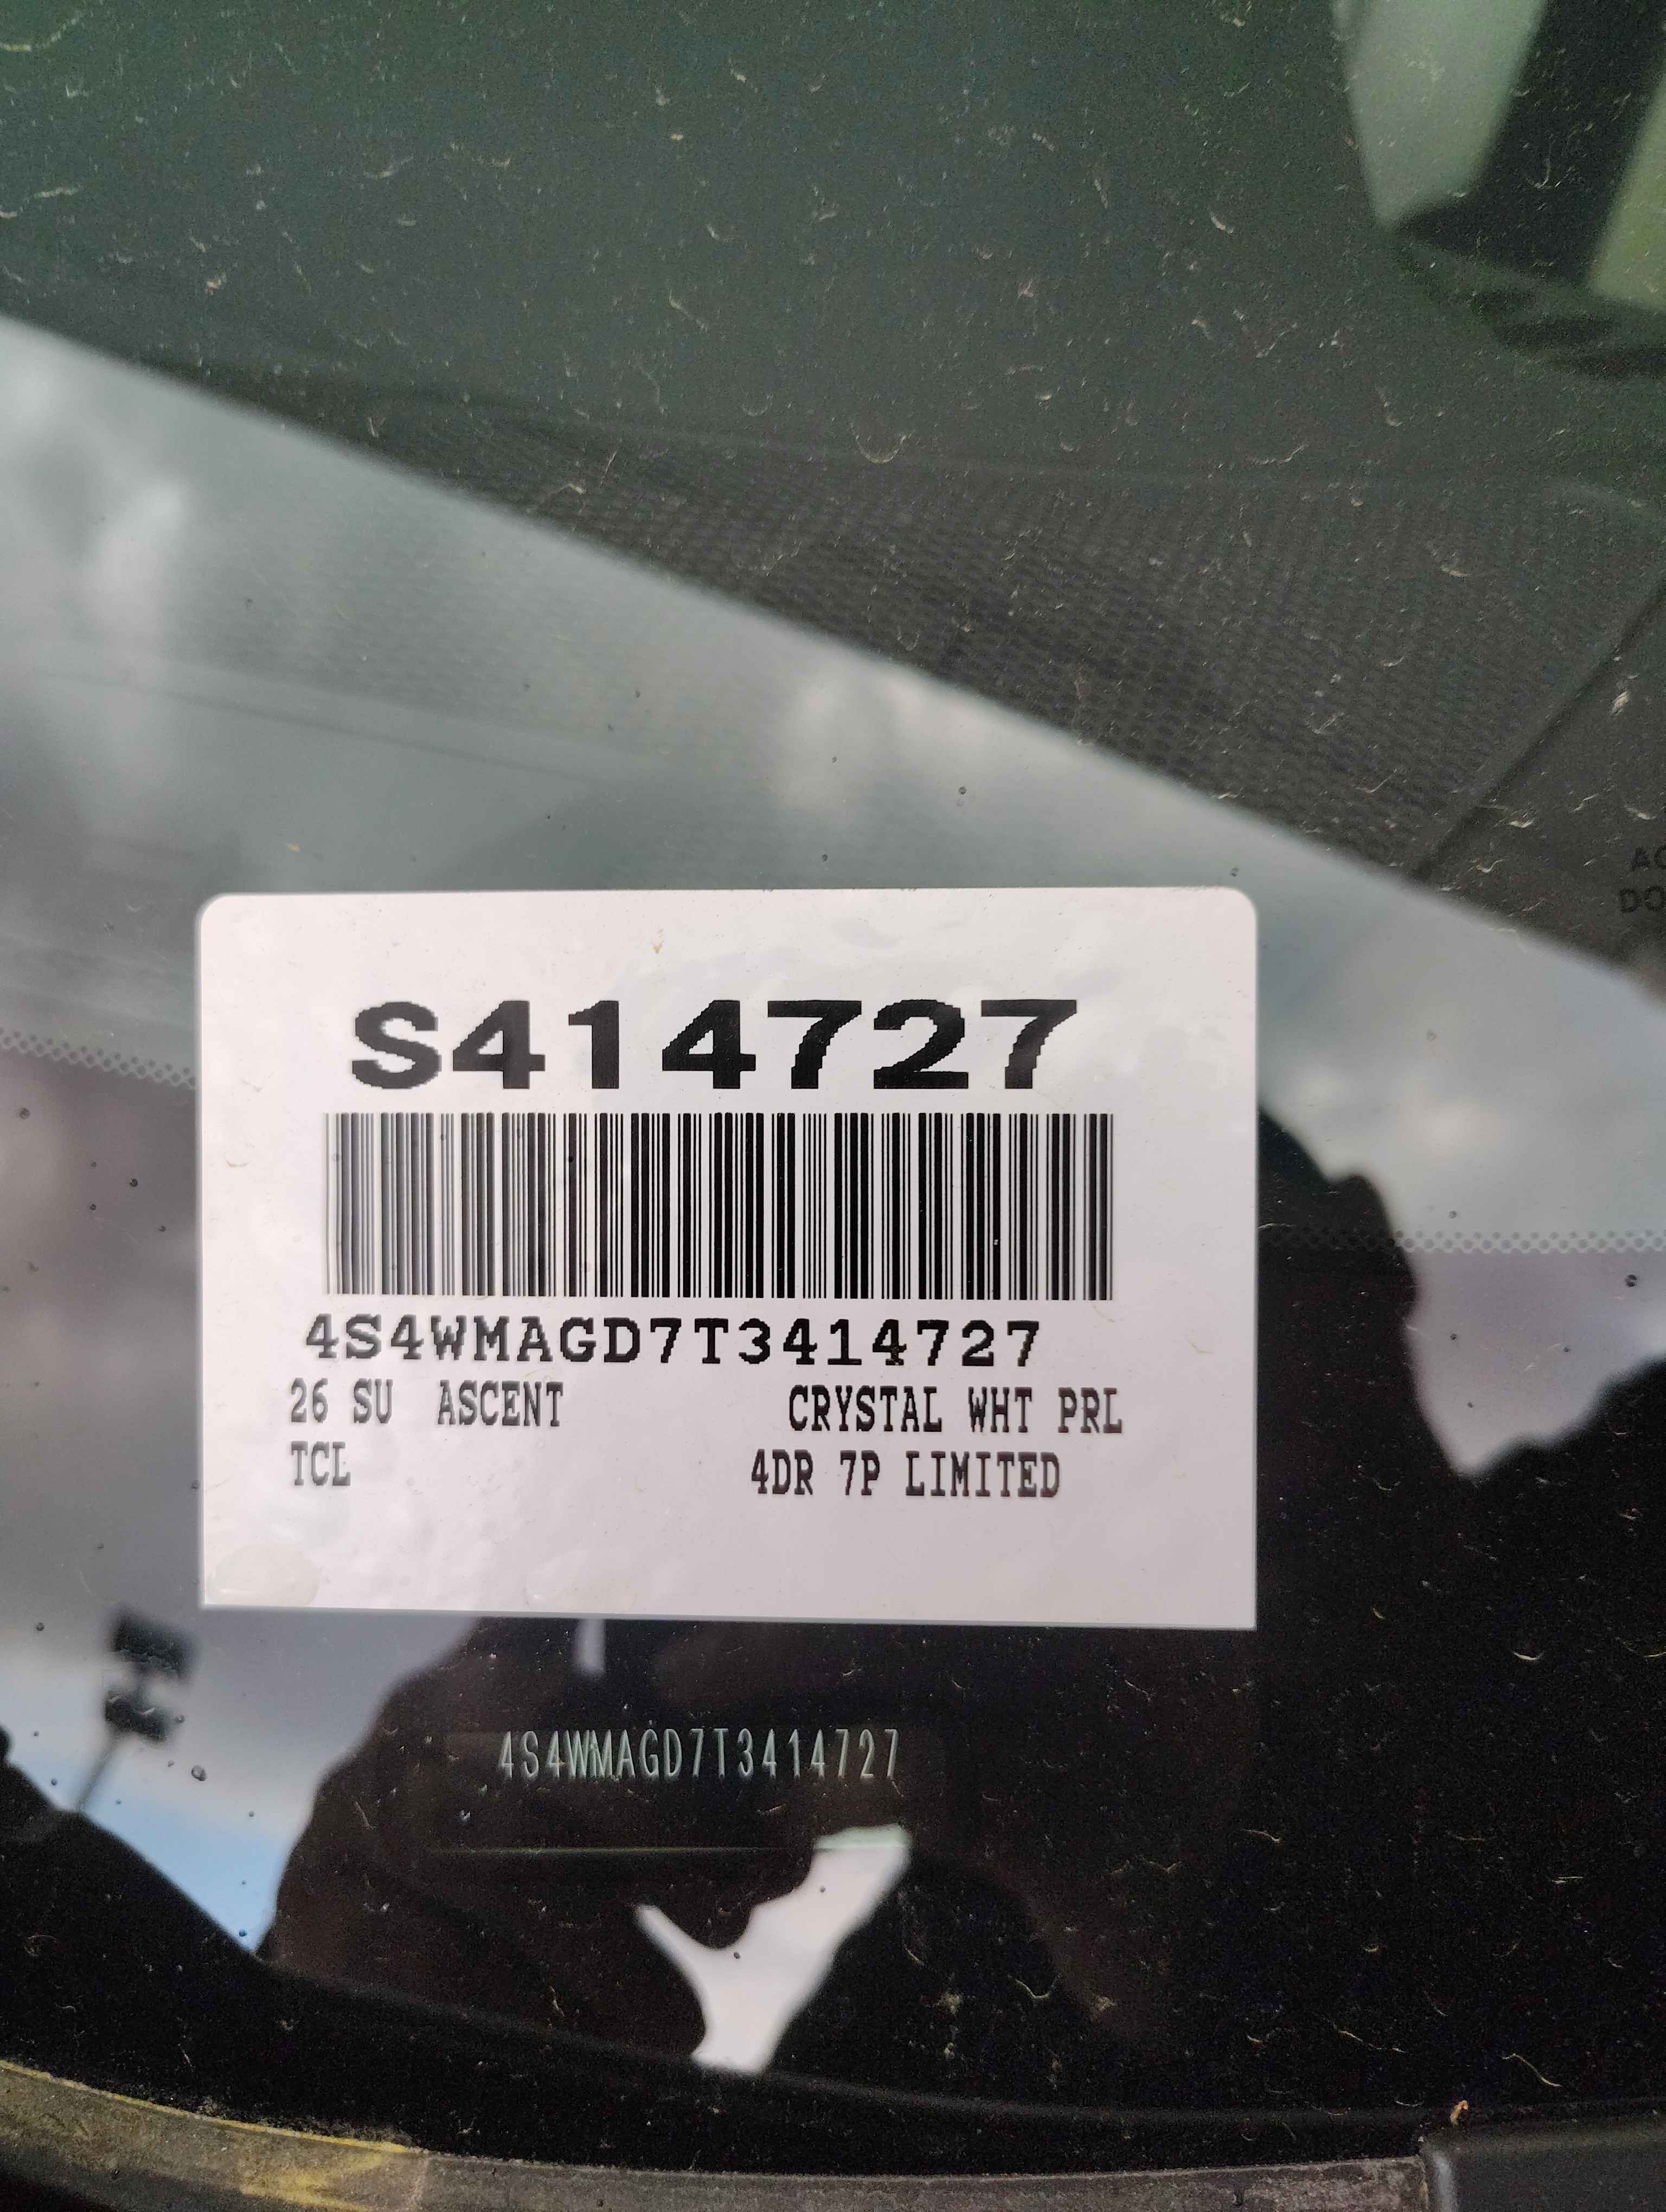 S414727
4S4WMAGD7T3414727
26 SU ASCENT CRYSTAL WHT PRL
TCL 4DR 7P LIMITED
4S4WMAGD7T3414727